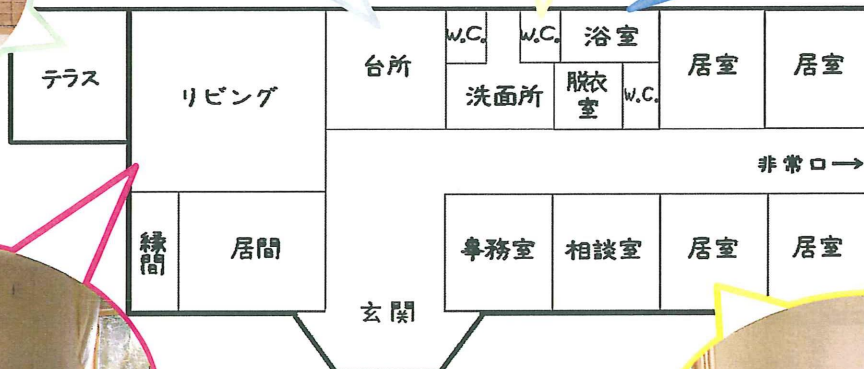 テラス
リビング
台所
W.C.
W.C.
浴室
洗面所
脱衣
室
W.C.
居室
居室
非常口→
縁
間
居間
玄関
事務室
相談室
居室
居室